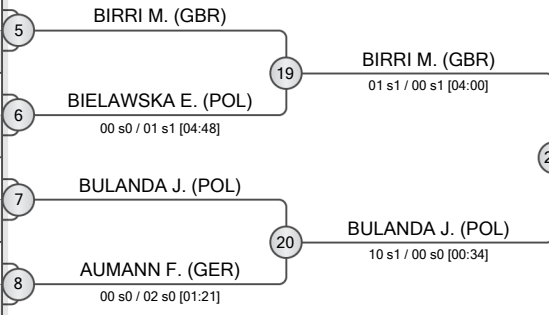 BIRRI M. (GBR)
5
19
BIRRI M. (GBR)
01 s1 / 00 s1 [04:00]
BIELAWSKA E. (POL)
6
00 s0 / 01 s1 [04:48]
BULANDA J. (POL)
7
20
BULANDA J. (POL)
10 s1 / 00 s0 [00:34]
AUMANN F. (GER)
8
00 s0 / 02 s0 [01:21]